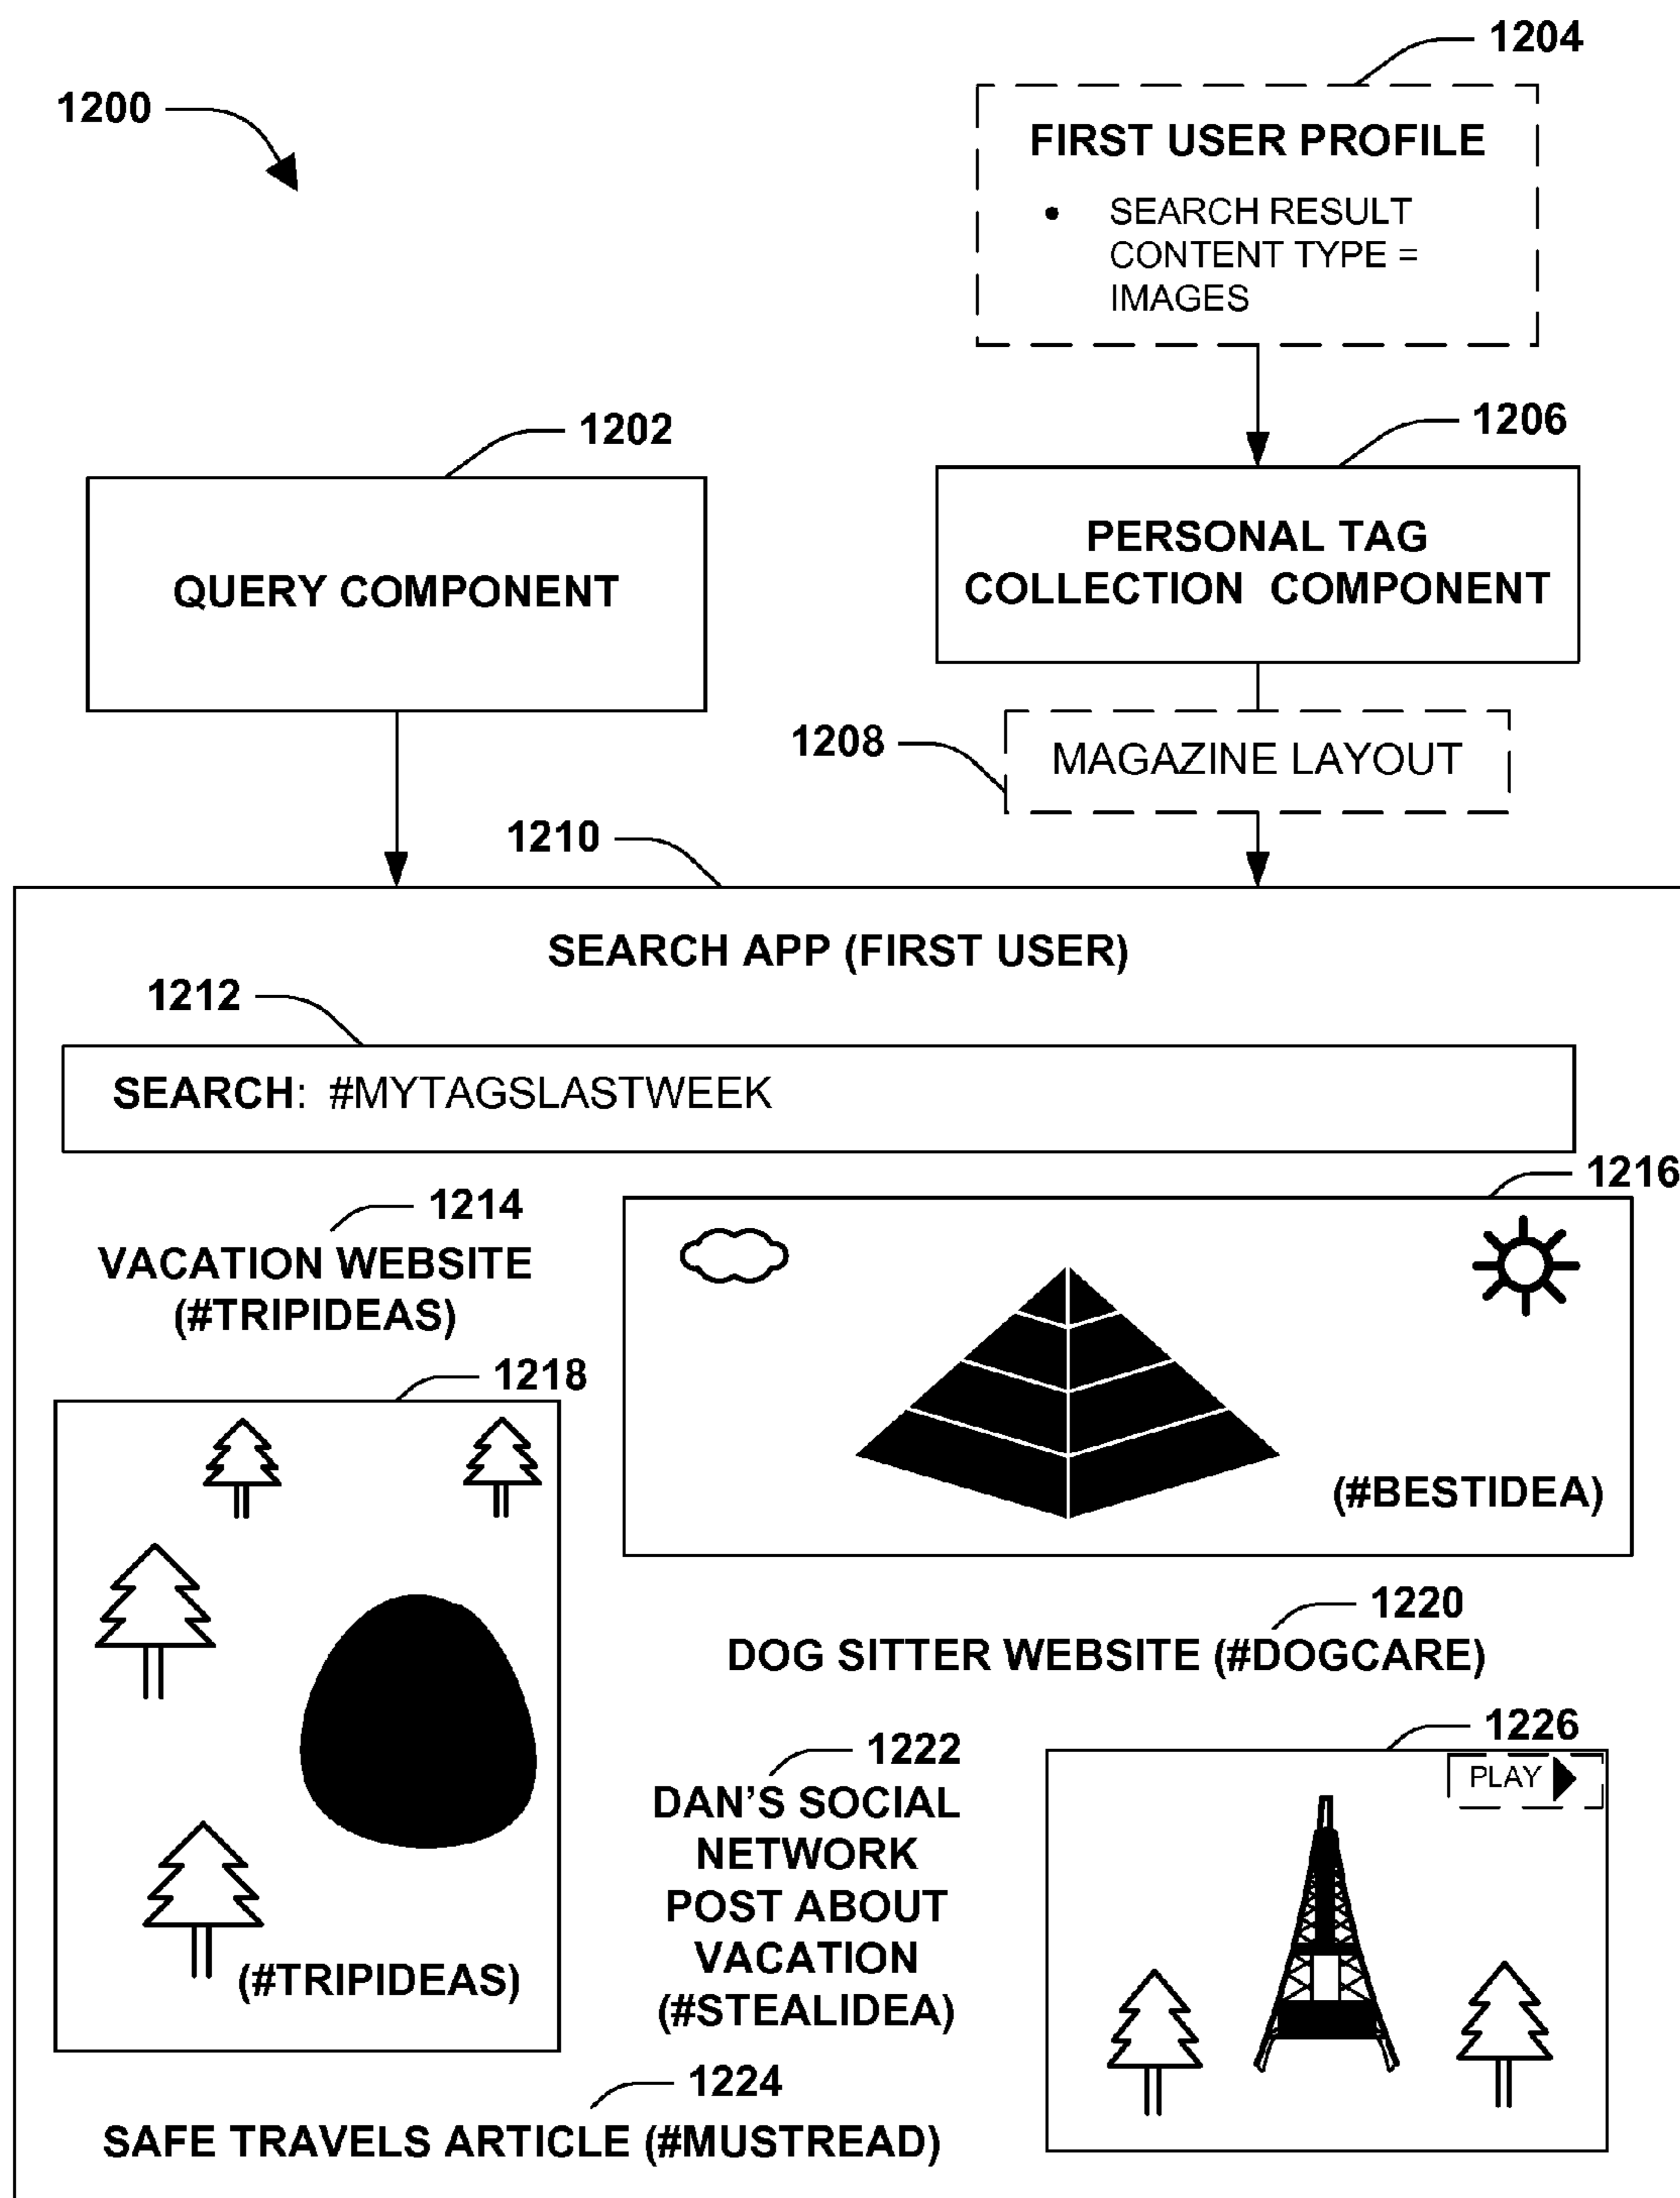 1204
1200
FIRST USER PROFILE
• SEARCH RESULT
CONTENT TYPE =
IMAGES
1202
1206
QUERY COMPONENT
PERSONAL TAG
COLLECTION COMPONENT
1208
MAGAZINE LAYOUT
1210
SEARCH APP (FIRST USER)
1212
SEARCH: #MYTAGSLASTWEEK
1214
VACATION WEBSITE
(#TRIPIDEAS)
1216
(#BESTIDEA)
1218
(#TRIPIDEAS)
1220
DOG SITTER WEBSITE (#DOGCARE)
1222
DAN'S SOCIAL
NETWORK
POST ABOUT
VACATION
(#STEALIDEA)
1226
PLAY
1224
SAFE TRAVELS ARTICLE (#MUSTREAD)